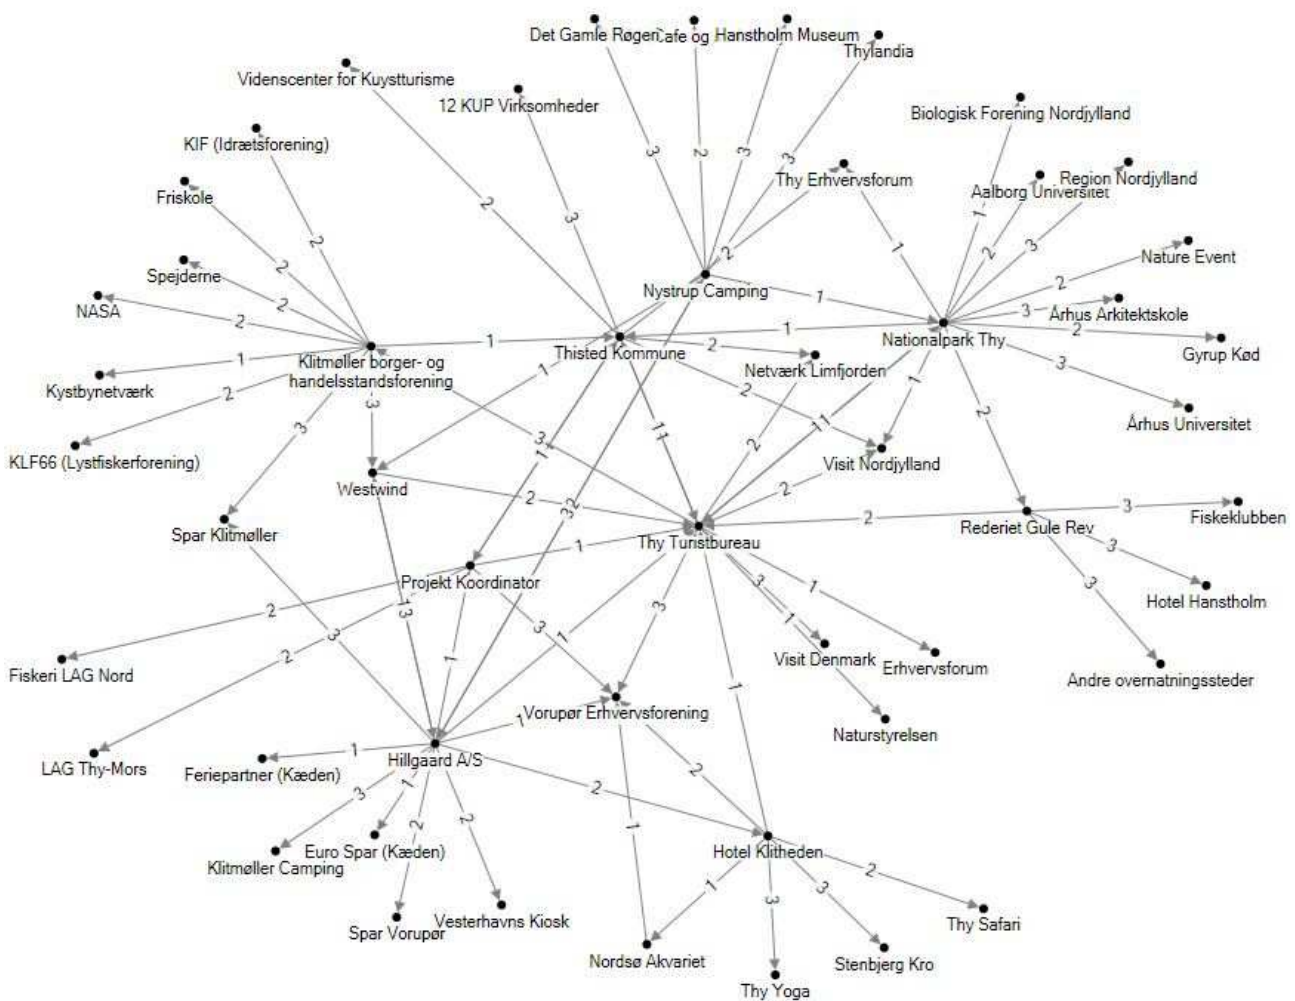 Det Gamle Røgeri
Cafe og
Hanstholm Museum
Thylandia
Videnscenter for Kuystturisme
12 KUP Virksomheder
Biologisk Forening Nordjylland
KIF (Idrætsforening)
Thy Erhvervsforum
Aalborg Universitet
Region Nordjylland
Friskole
Spejderne
Nature Event
NASA
Nystrup Camping
Århus Arkitektskole
Thisted Kommune
Nationalpark Thy
Gyrup Kød
Klitmøller borger- og
handelsstandsforening
Netværk Limfjorden
Kystbynetværk
Århus Universitet
KLF66 (Lystfiskerforening)
Visit Nordjylland
Westwind
Spar Klitmøller
Thy Turistbureau
Rederiet Gule Rev
Fiskeklubben
Projekt Koordinator
Hotel Hanstholm
Fiskeri LAG Nord
Visit Denmark
Erhvervsforum
Andre overnatningssteder
Vorupør Erhvervsforening
Naturstyrelsen
LAG Thy-Mors
Feriepartner (Kæden)
Hillgaard A/S
Klitmøller Camping
Euro Spar (Kæden)
Hotel Klitheden
Spar Vorupør
Vesterhavns Kiosk
Thy Safari
Nordsø Akvariet
Stenbjerg Kro
Thy Yoga